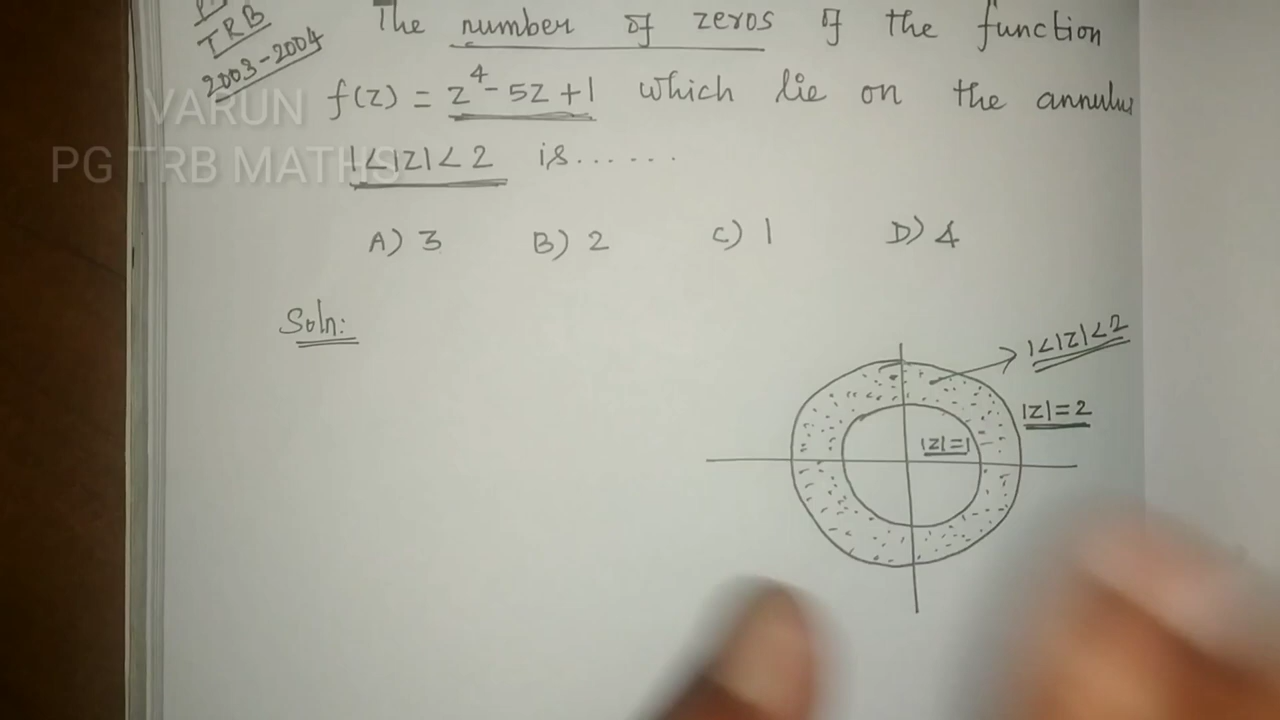 TRB
2003-2004
The number of zeros of the function
f(z) = z⁴ - 5z + 1 which lie on the annulus
1<|z|<2 is......
VARUN
PG TRB MATHS
A) 3 B) 2 C) 1 D) 4
Soln:
1<|z|<2
|z|=2
|z|=1